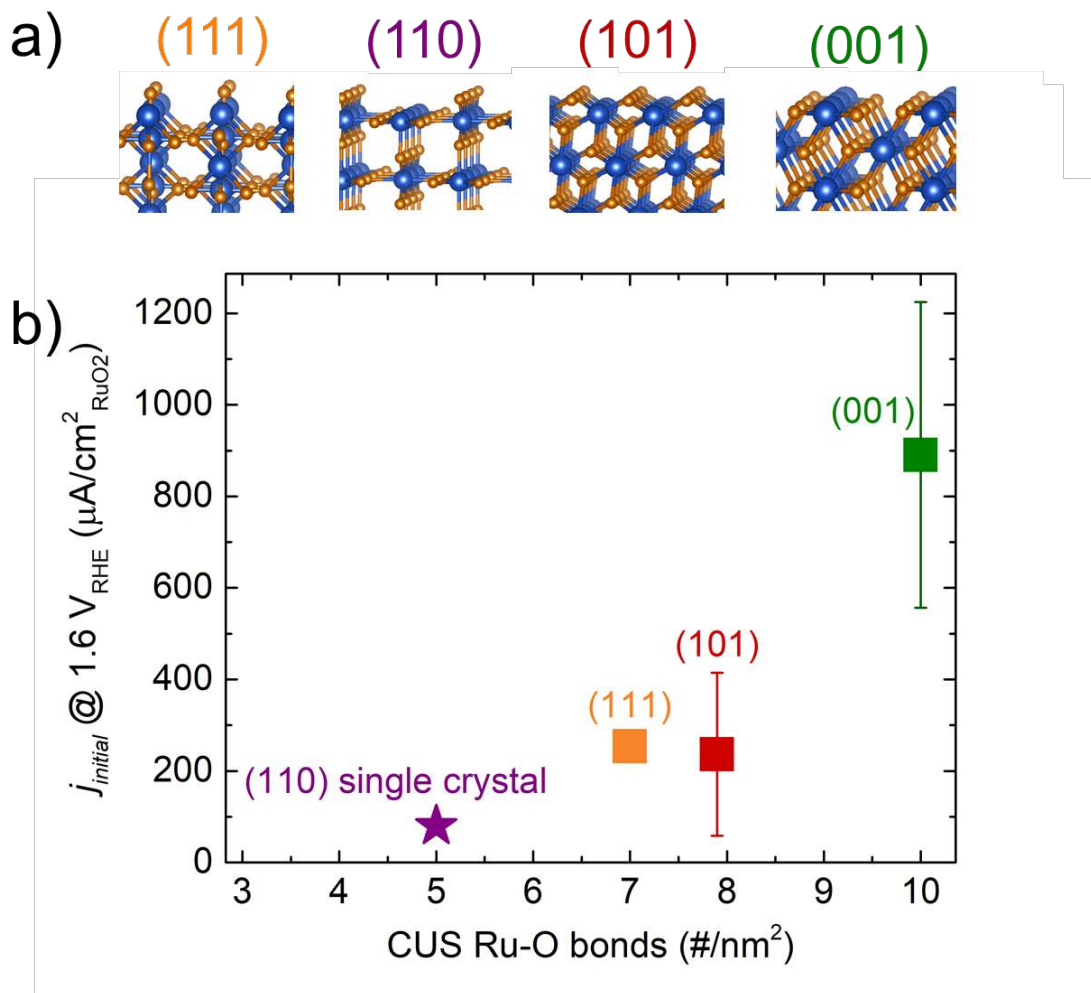 a)
(111) (110) (101) (001)
b)
j_initial @ 1.6 V_RHE (μA/cm²_RuO2)
1200
1000
800
600
400
200
0
(001)
(101)
(111)
(110) single crystal
3 4 5 6 7 8 9 10
CUS Ru-O bonds (#/nm²)